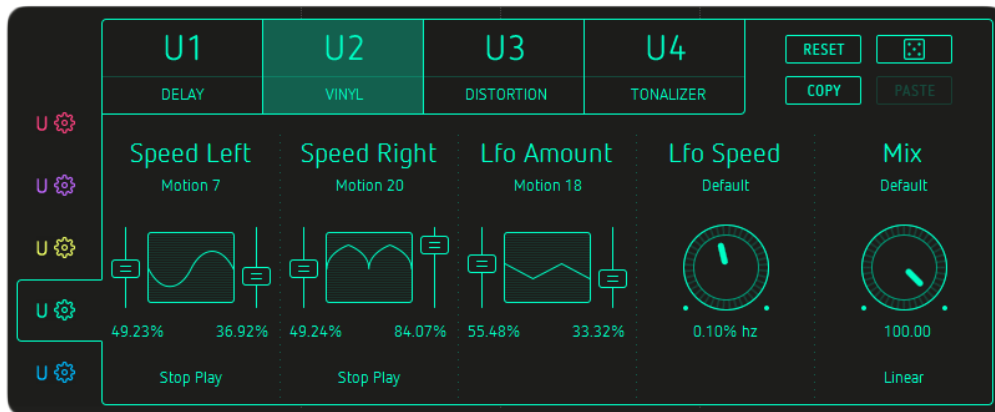 U1
U2
U3
U4
RESET
DELAY
VINYL
DISTORTION
TONALIZER
COPY
PASTE
U
U
U
U
U
Speed Left
Speed Right
Lfo Amount
Lfo Speed
Mix
Motion 7
Motion 20
Motion 18
Default
Default
49.23%
36.92%
49.24%
84.07%
55.48%
33.32%
0.10% hz
100.00
Stop Play
Stop Play
Linear